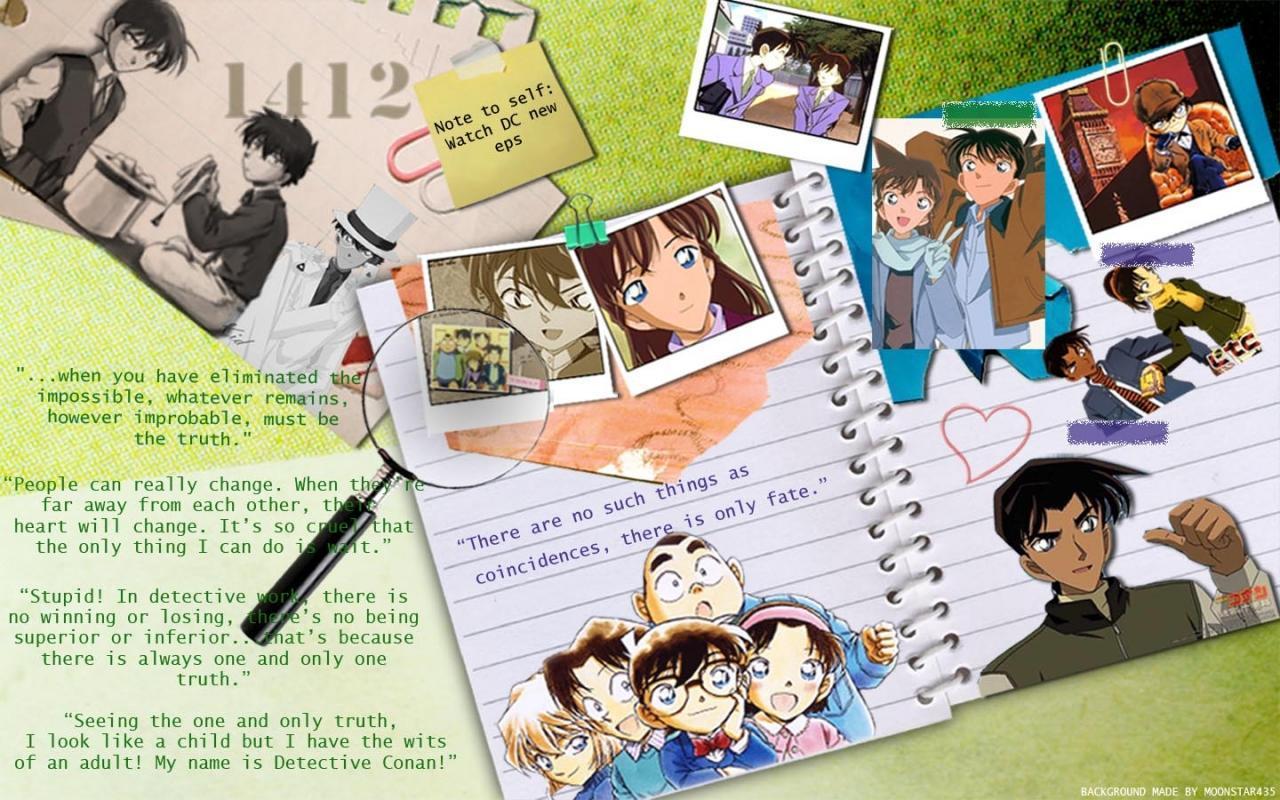 1412
Note to self:
Watch DC new
eps
"...when you have eliminated the
impossible, whatever remains,
however improbable, must be
the truth."
“People can really change. When they're
far away from each other, their
heart will change. It’s so cruel that
the only thing I can do is wait.”
“Stupid! In detective work, there is
no winning or losing, there’s no being
superior or inferior... that’s because
there is always one and only one
truth.”
“Seeing the one and only truth,
I look like a child but I have the wits
of an adult! My name is Detective Conan!”
“There are no such things as
coincidences, there is only fate.”
BACKGROUND MADE BY MOONSTAR435